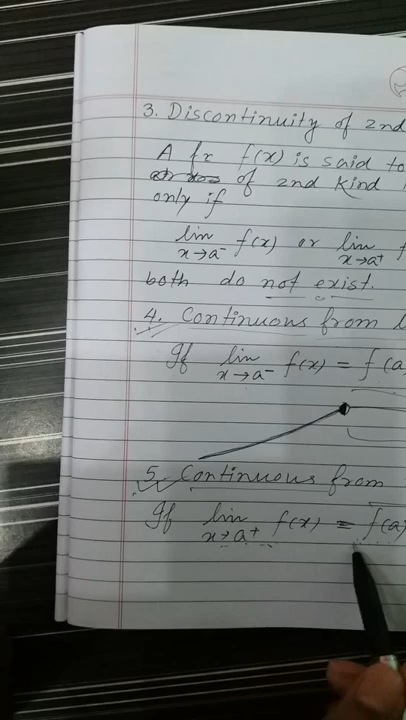 3. Discontinuity of 2nd
A fx f(x) is said to
of 2nd kind
only if
lim x→a⁻ f(x) or lim x→a⁺ f
both do not exist.
4. Continuous from
If lim x→a⁻ f(x) = f(a
5. Continuous from
If lim x→a⁺ f(x) = f(a)